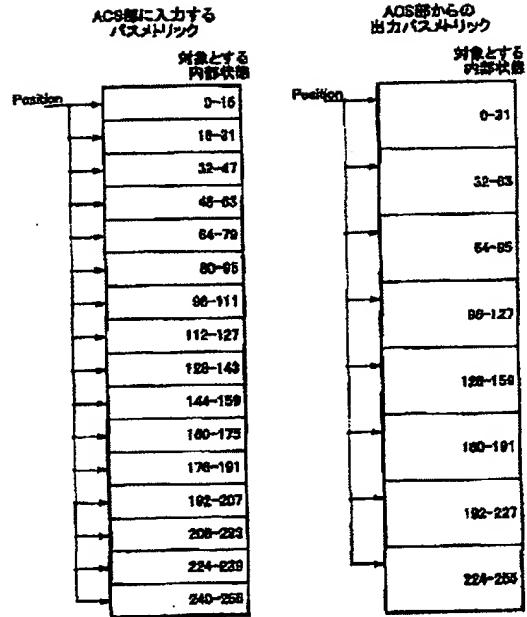 ACS部に入力する
パスメトリック
対象とする
内部状態
Position
0-15
16-31
32-47
48-63
64-79
80-95
96-111
112-127
128-143
144-159
160-175
176-191
192-207
208-223
224-239
240-255
ACS部からの
出力パスメトリック
対象とする
内部状態
Position
0-31
32-63
64-95
96-127
128-159
160-191
192-227
224-255